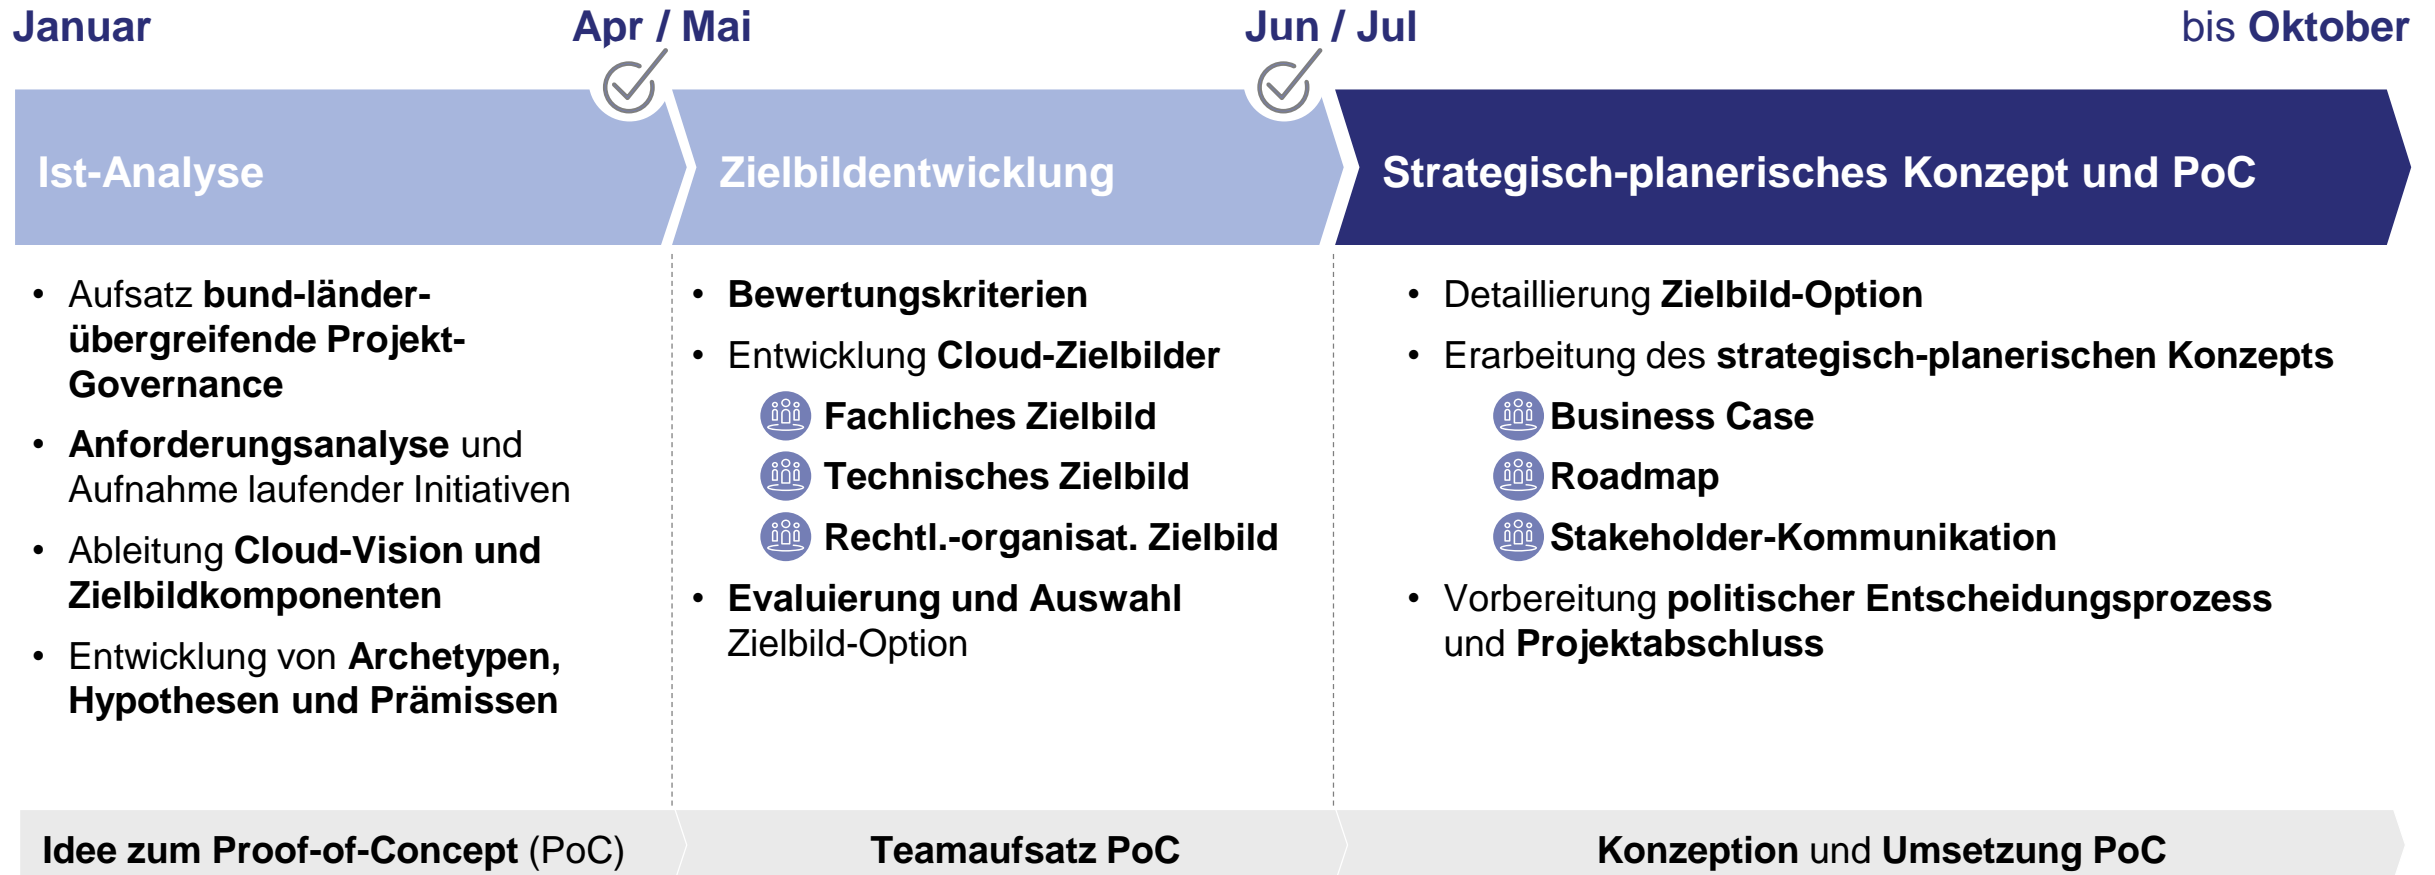 Januar
Apr / Mai
Jun / Jul
bis Oktober
Ist-Analyse
Zielbildentwicklung
Strategisch-planerisches Konzept und PoC
• Aufsatz bund-länder-
übergreifende Projekt-
Governance
• Anforderungsanalyse und
Aufnahme laufender Initiativen
• Ableitung Cloud-Vision und
Zielbildkomponenten
• Entwicklung von Archetypen,
Hypothesen und Prämissen
• Bewertungskriterien
• Entwicklung Cloud-Zielbilder
Fachliches Zielbild
Technisches Zielbild
Rechtl.-organisat. Zielbild
• Evaluierung und Auswahl
Zielbild-Option
• Detaillierung Zielbild-Option
• Erarbeitung des strategisch-planerischen Konzepts
Business Case
Roadmap
Stakeholder-Kommunikation
• Vorbereitung politischer Entscheidungsprozess
und Projektabschluss
Idee zum Proof-of-Concept (PoC)
Teamaufsatz PoC
Konzeption und Umsetzung PoC